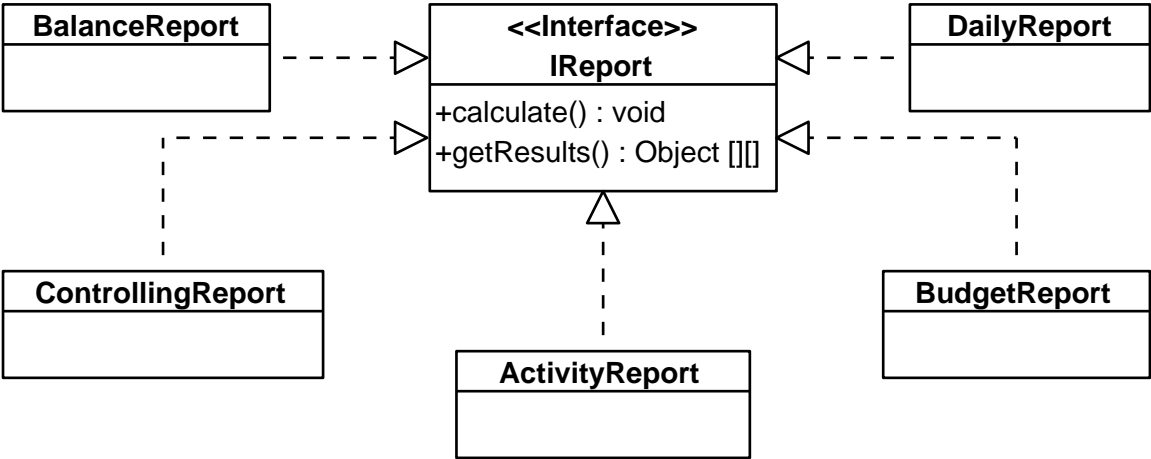 BalanceReport
<<Interface>>
IReport
+calculate() : void
+getResults() : Object [][]
DailyReport
ControllingReport
ActivityReport
BudgetReport